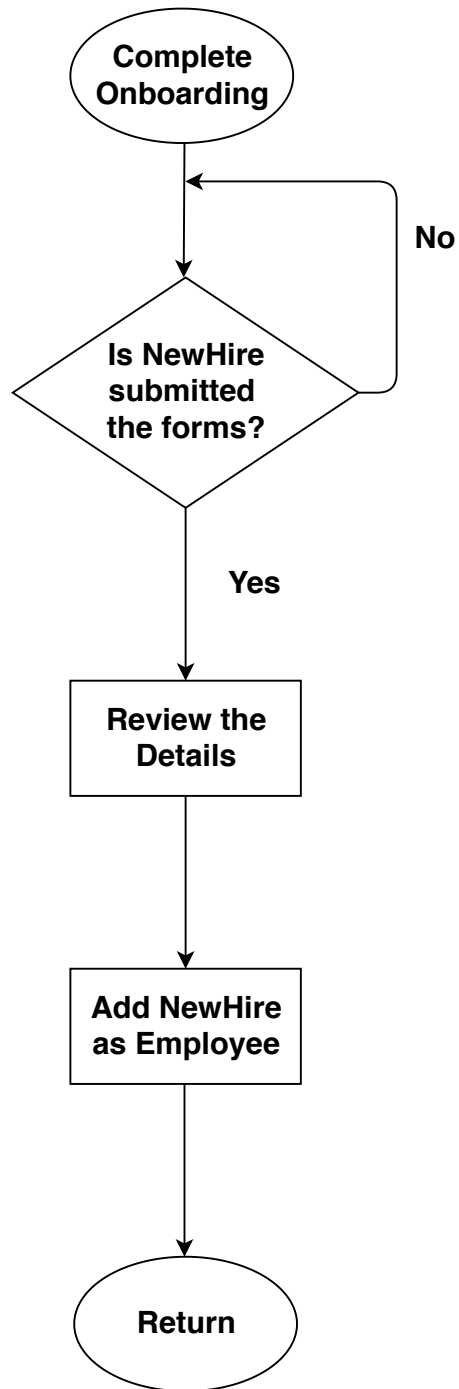 Complete
Onboarding
No
Is NewHire
submitted
the forms?
Yes
Review the
Details
Add NewHire
as Employee
Return